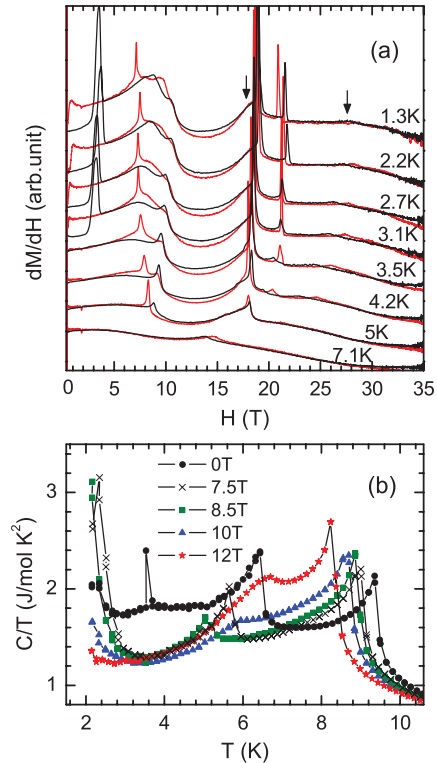 (a)
dM/dH (arb.unit)
1.3K
2.2K
2.7K
3.1K
3.5K
4.2K
5K
7.1K
0 5 10 15 20 25 30 35
H (T)
(b)
0T
7.5T
8.5T
10T
12T
C/T (J/mol K²)
3
2
1
2 4 6 8 10
T (K)